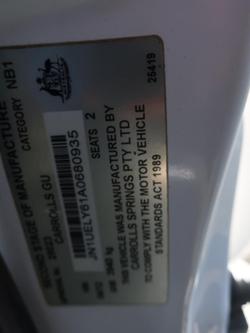 SECOND STAGE OF MANUFACTURE
CATEGORY NB1
26419
CARROLLS GU
JN1UELY61A0680935
SEATS 2
THIS VEHICLE WAS MANUFACTURED BY
CARROLLS SPRINGS PTY LTD
TO COMPLY WITH THE MOTOR VEHICLE
STANDARDS ACT 1989